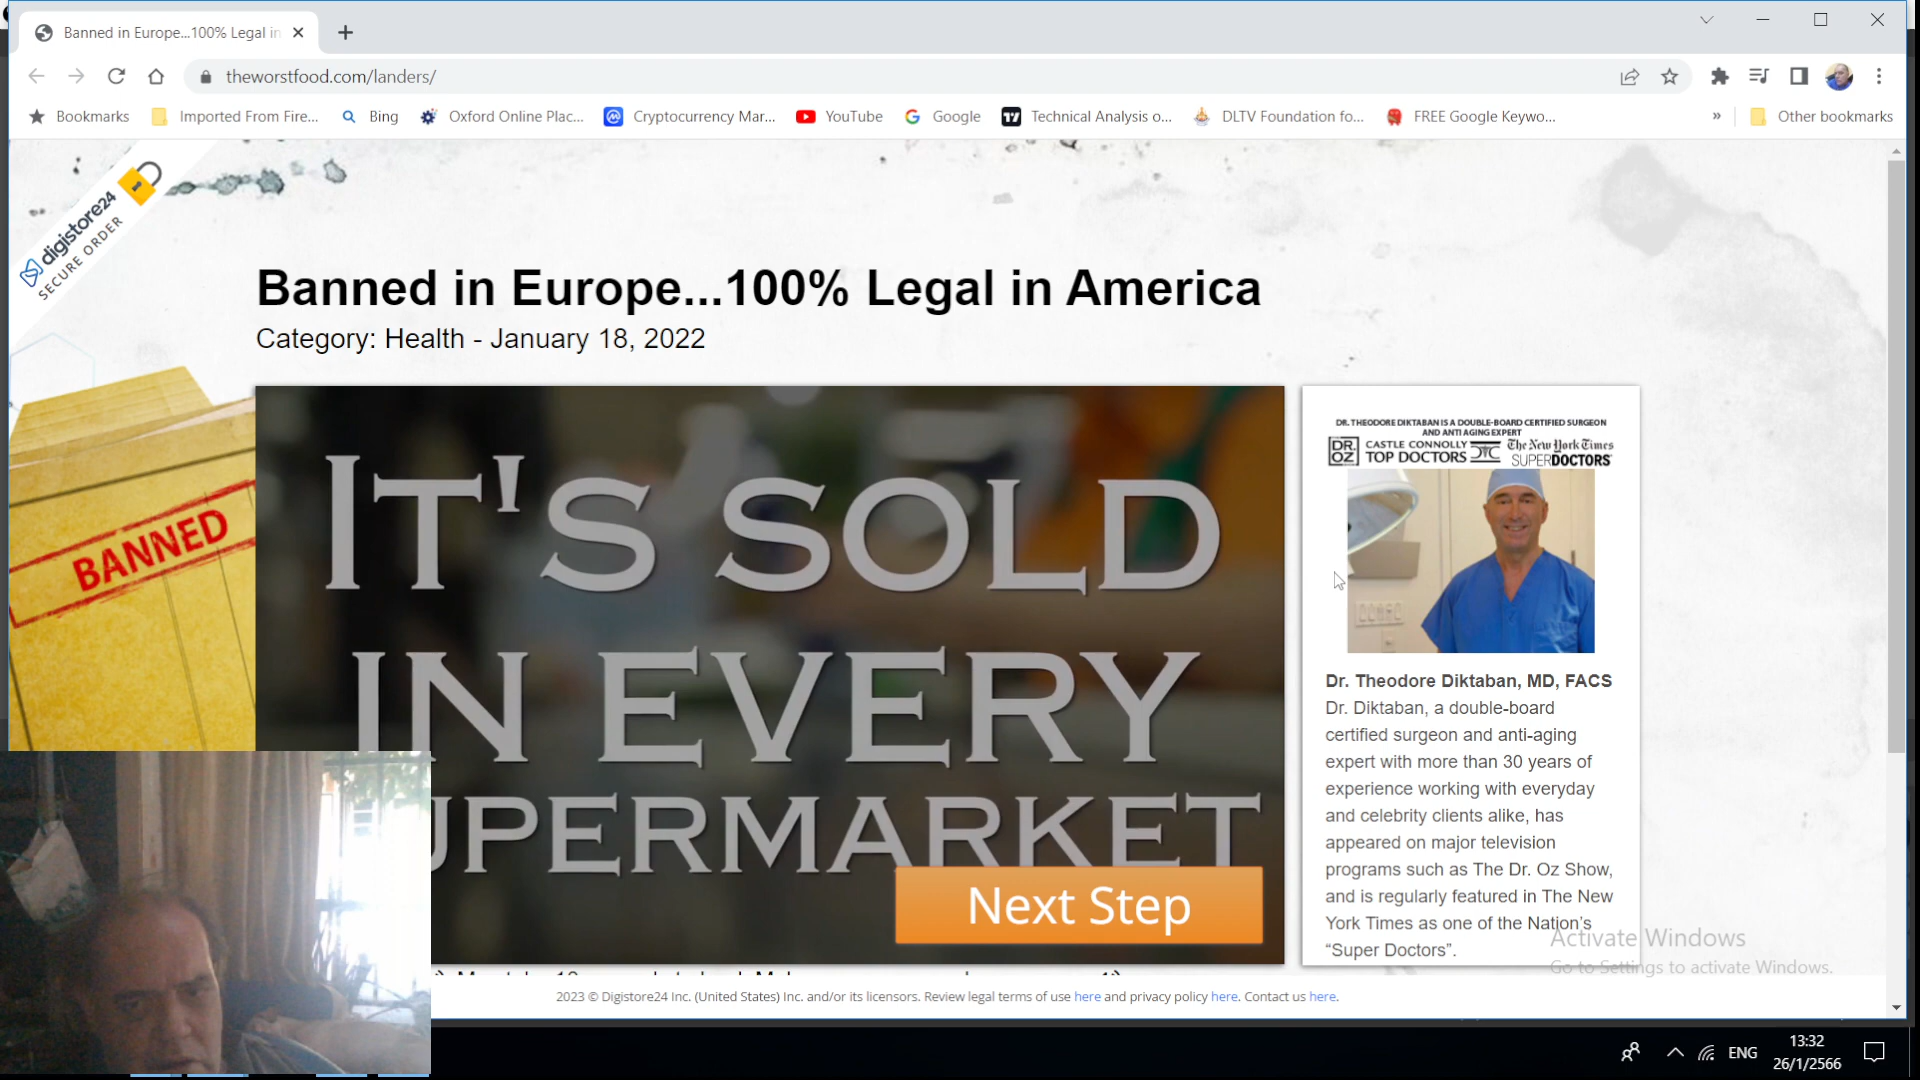 Banned in Europe...100% Legal in
theworstfood.com/landers/
Bookmarks
Imported From Fire...
Bing
Oxford Online Plac...
Cryptocurrency Mar...
YouTube
Google
Technical Analysis o...
DLTV Foundation fo...
FREE Google Keywo...
»
Other bookmarks
digistore24
SECURE ORDER
Banned in Europe...100% Legal in America
Category: Health - January 18, 2022
BANNED
IT'S SOLD
IN EVERY
UPERMARKET
Next Step
DR. THEODORE DIKTABAN IS A DOUBLE-BOARD CERTIFIED SURGEON
AND ANTI AGING EXPERT
DR. OZ
CASTLE CONNOLLY
TOP DOCTORS
The New York Times
SUPERDOCTORS
Dr. Theodore Diktaban, MD, FACS
Dr. Diktaban, a double-board
certified surgeon and anti-aging
expert with more than 30 years of
experience working with everyday
and celebrity clients alike, has
appeared on major television
programs such as The Dr. Oz Show,
and is regularly featured in The New
York Times as one of the Nation's
“Super Doctors”.
Activate Windows
Go to Settings to activate Windows.
2023 © Digistore24 Inc. (United States) Inc. and/or its licensors. Review legal terms of use here and privacy policy here. Contact us here.
ENG
13:32
26/1/2566